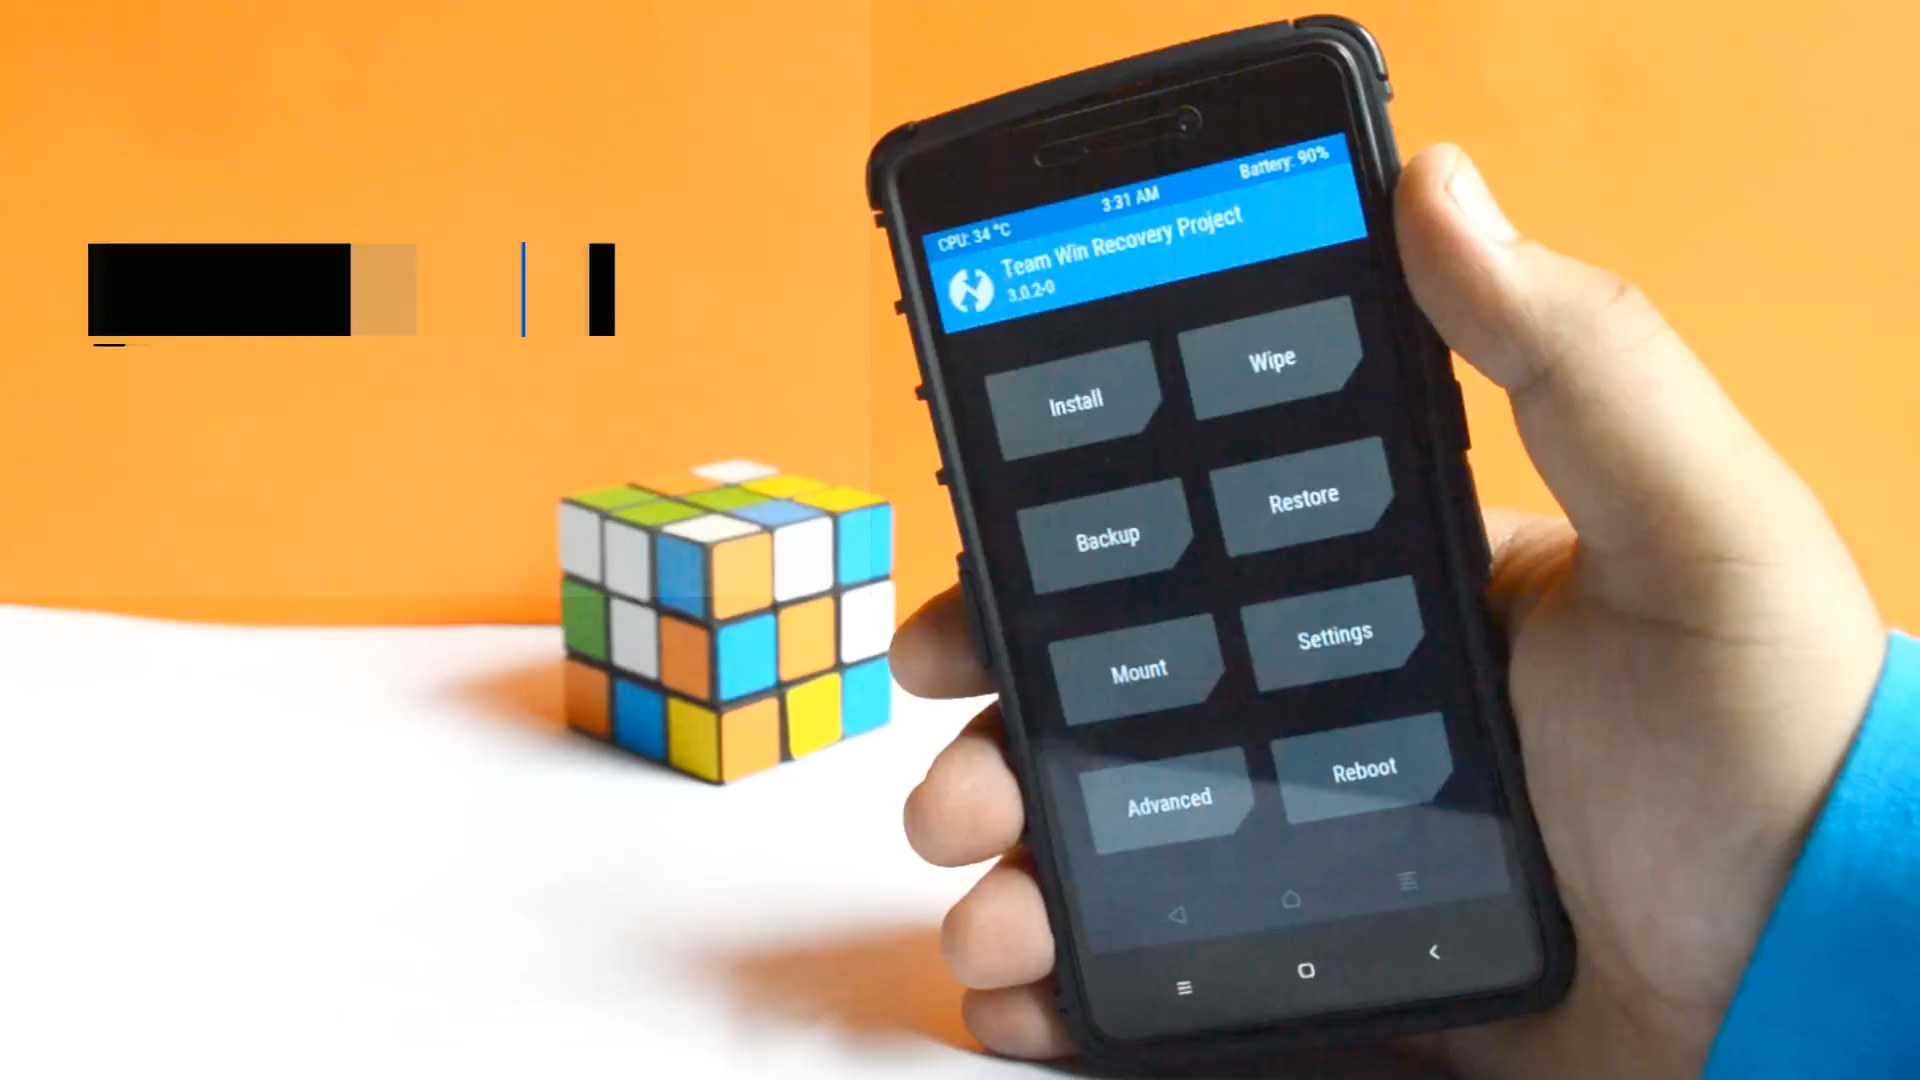 CPU: 34 °C 3:31 AM Battery: 90%
Team Win Recovery Project
3.0.2-0
Install Wipe
Backup Restore
Mount Settings
Advanced Reboot